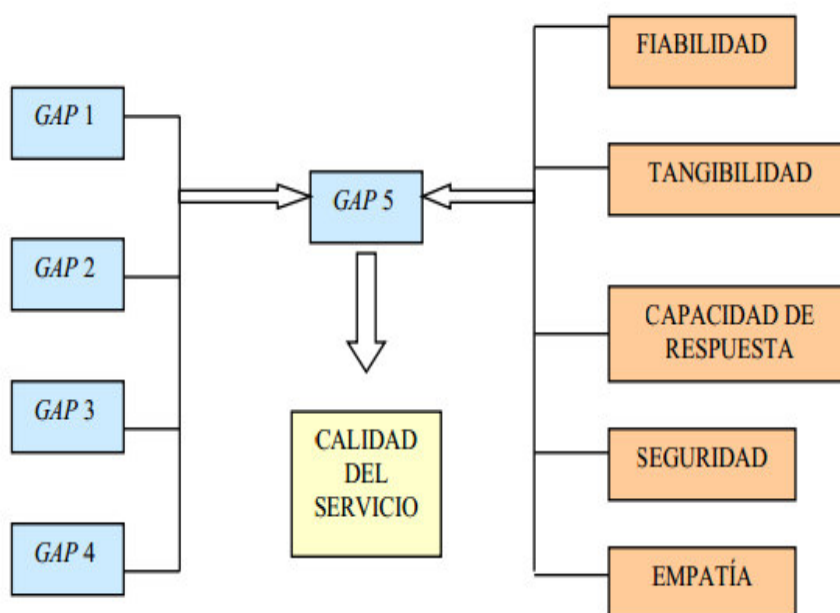 GAP 1
GAP 2
GAP 3
GAP 4
GAP 5
CALIDAD
DEL
SERVICIO
FIABILIDAD
TANGIBILIDAD
CAPACIDAD DE
RESPUESTA
SEGURIDAD
EMPATÍA